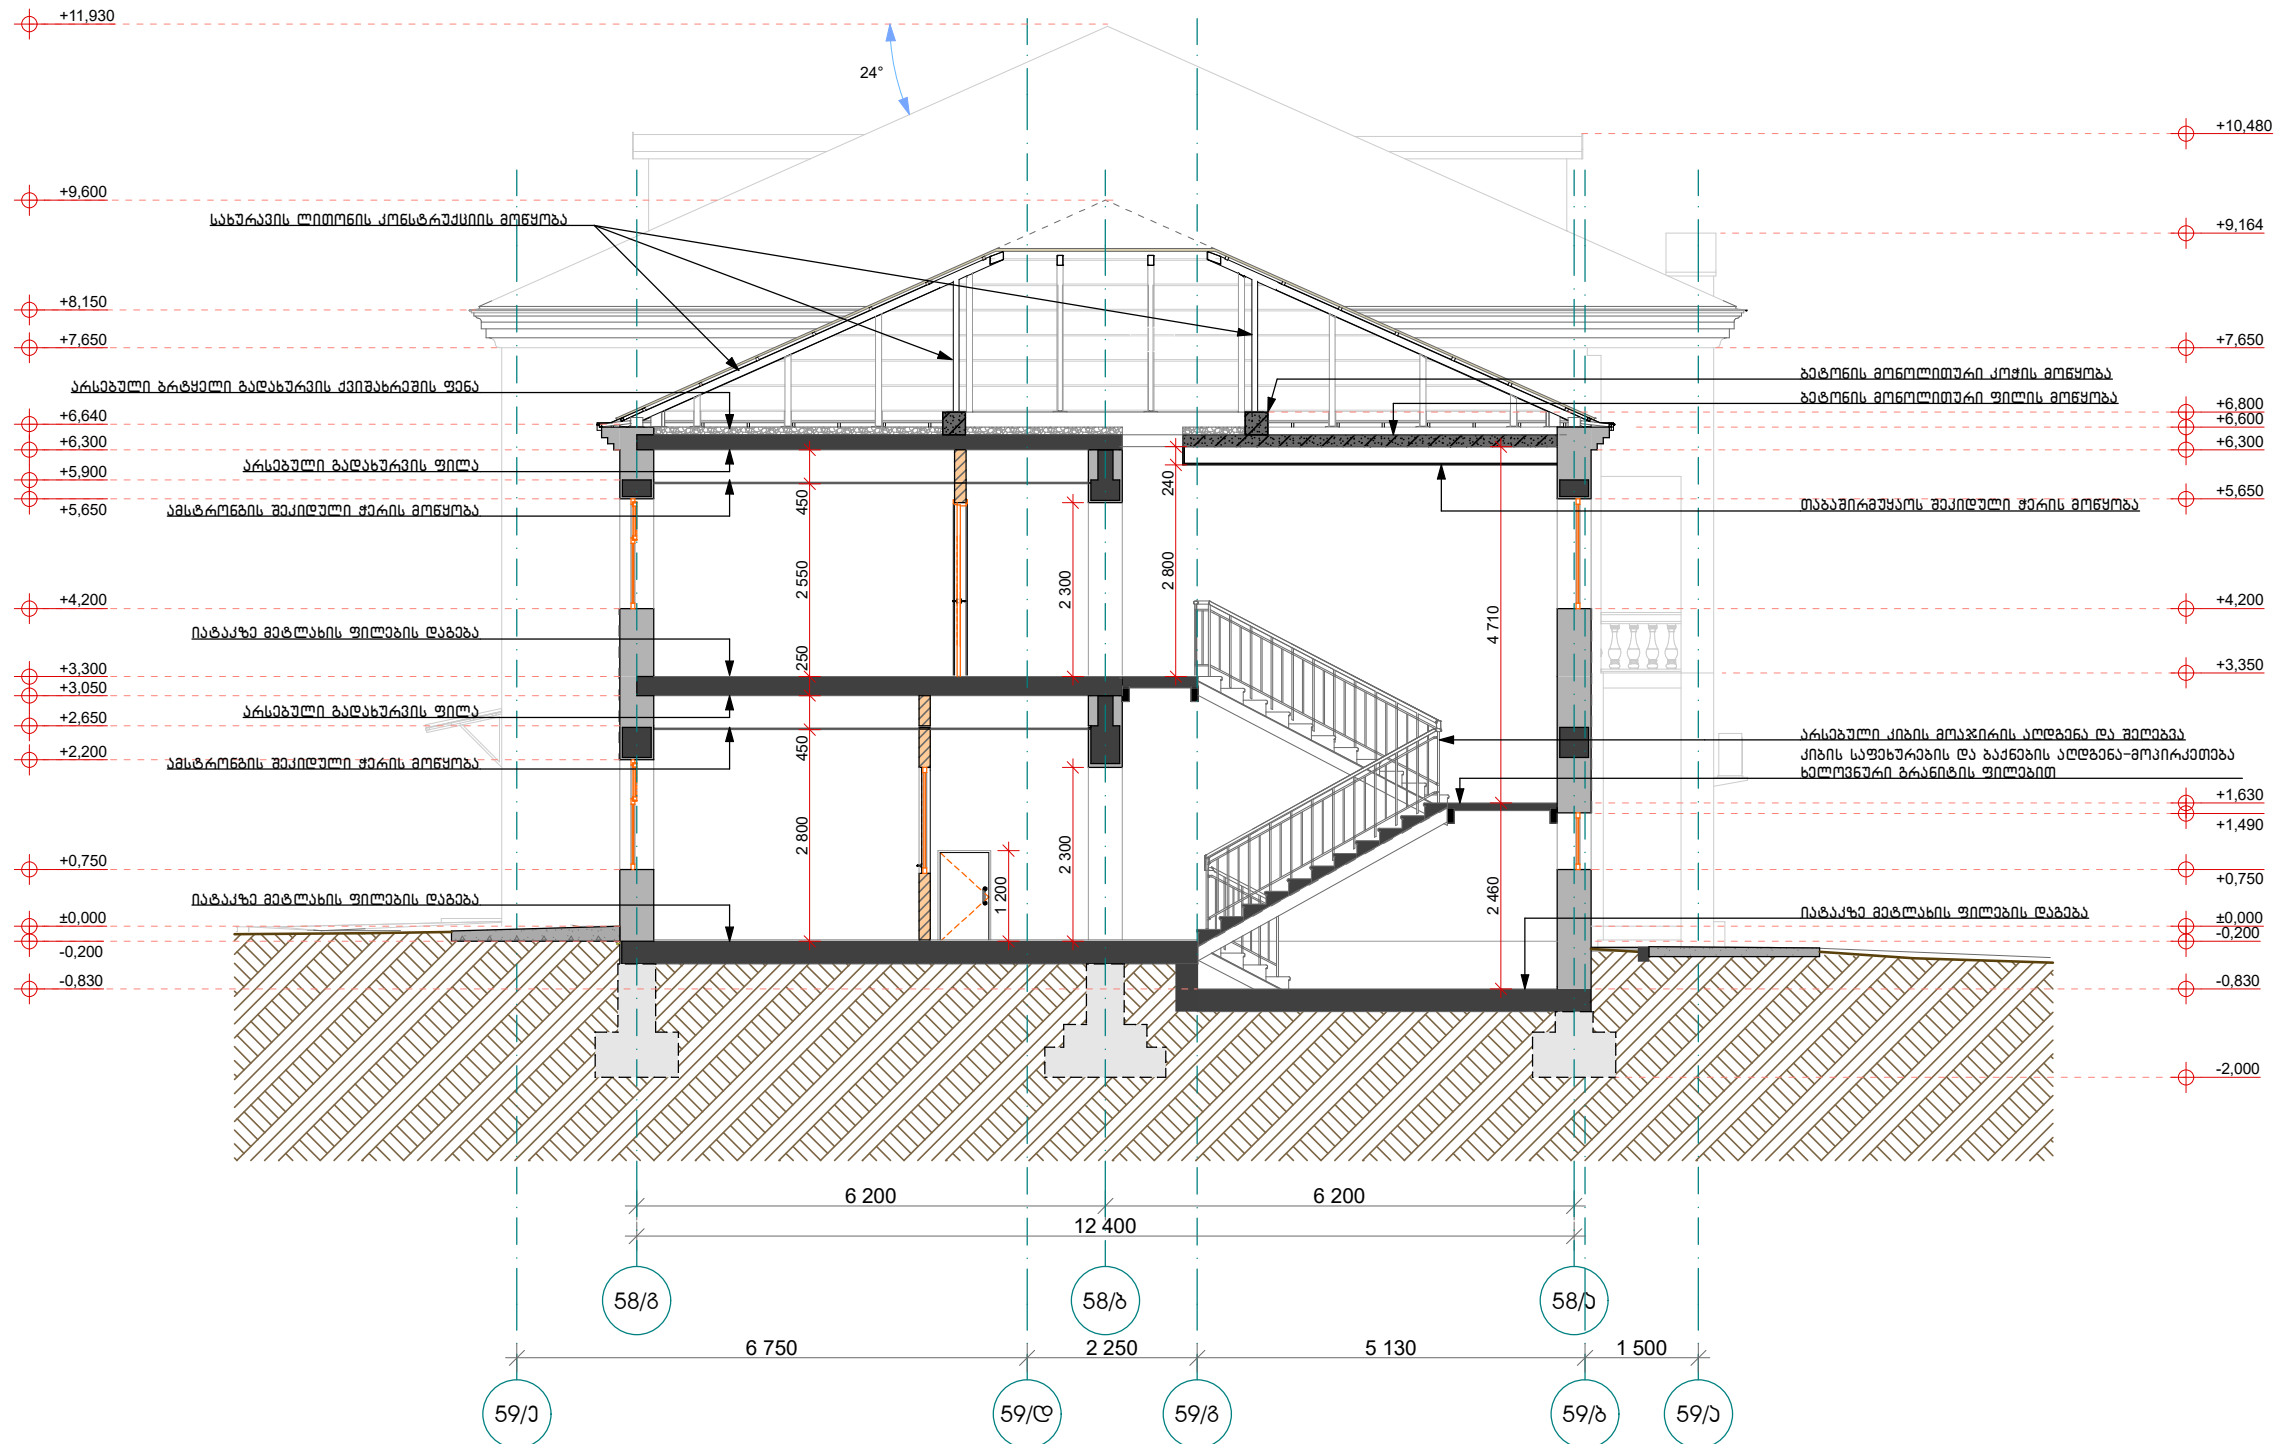 +11,930
24°
+10,480
+9,600
სახურავის ლითონის კონსტრუქციის მოწყობა
+9,164
+8,150
+7,650
+7,650
არსებული ბრტყელი გადახურვის ქვიშახრეშის ფენა
ბეტონის მონოლითური კოჭის მოწყობა
ბეტონის მონოლითური ფილის მოწყობა
+6,640
+6,800
+6,600
+6,300
+6,300
არსებული გადახურვის ფილა
+5,900
+5,650
+5,650
ამსტრონგის შეკიდული ჭერის მოწყობა
თაბაშირმუყაოს შეკიდული ჭერის მოწყობა
450
240
2 550
2 300
2 800
4 710
+4,200
+4,200
იატაკზე მეტლახის ფილების დაგება
250
+3,300
+3,350
+3,050
არსებული გადახურვის ფილა
+2,650
+2,200
ამსტრონგის შეკიდული ჭერის მოწყობა
არსებული კიბის მოაჯირის აღდგენა და შეღებვა
კიბის საფეხურების და ბაქნების აღდგენა-მოპირკეთება
ხელოვნური გრანიტის ფილებით
450
2 800
2 300
1 200
2 460
+1,630
+1,490
+0,750
+0,750
იატაკზე მეტლახის ფილების დაგება
იატაკზე მეტლახის ფილების დაგება
±0,000
±0,000
-0,200
-0,200
-0,830
-0,830
-2,000
6 200
6 200
12 400
58/გ
58/ბ
58/ა
6 750
2 250
5 130
1 500
59/ე
59/დ
59/გ
59/ბ
59/ა